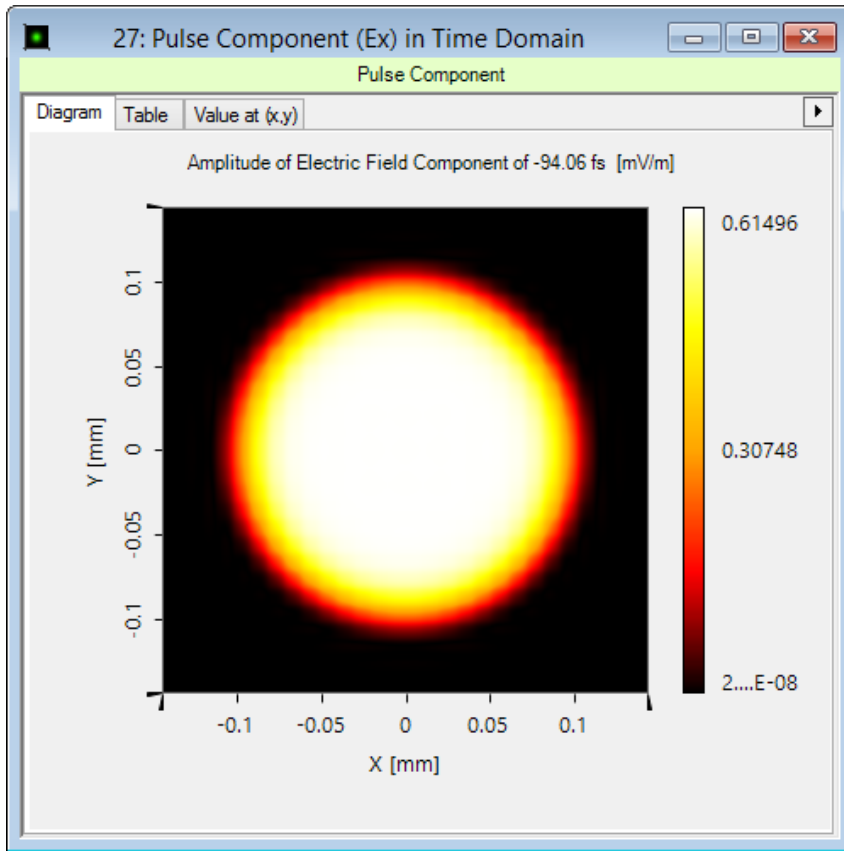 27: Pulse Component (Ex) in Time Domain
Pulse Component
Diagram Table Value at (x,y)
Amplitude of Electric Field Component of -94.06 fs [mV/m]
0.61496
0.30748
2....E-08
Y [mm]
0.1
0.05
0
-0.05
-0.1
-0.1 -0.05 0 0.05 0.1
X [mm]